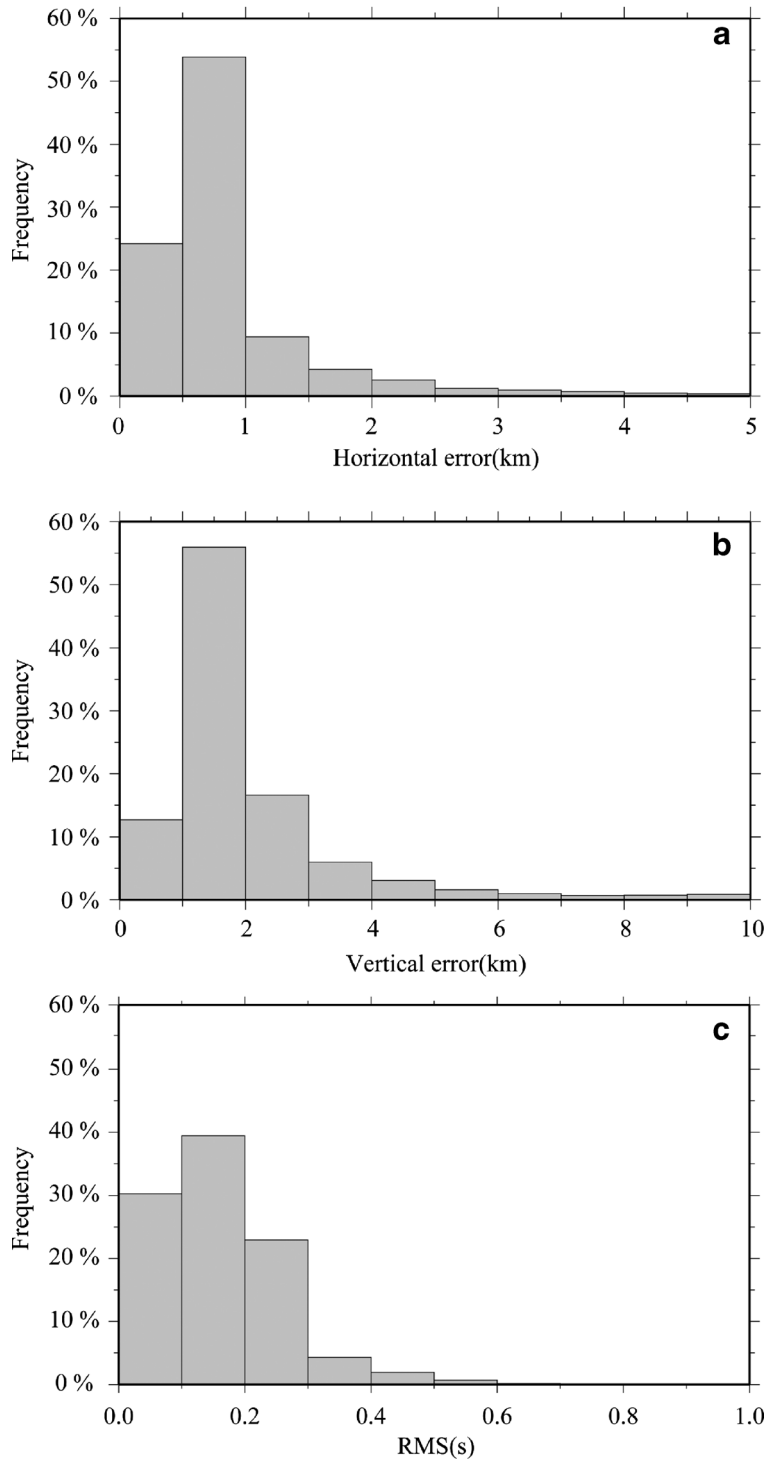 60 %
a
50 %
40 %
30 %
20 %
10 %
0 %
Frequency
0 1 2 3 4 5
Horizontal error(km)
60 %
b
50 %
40 %
30 %
20 %
10 %
0 %
Frequency
0 2 4 6 8 10
Vertical error(km)
60 %
c
50 %
40 %
30 %
20 %
10 %
0 %
Frequency
0.0 0.2 0.4 0.6 0.8 1.0
RMS(s)